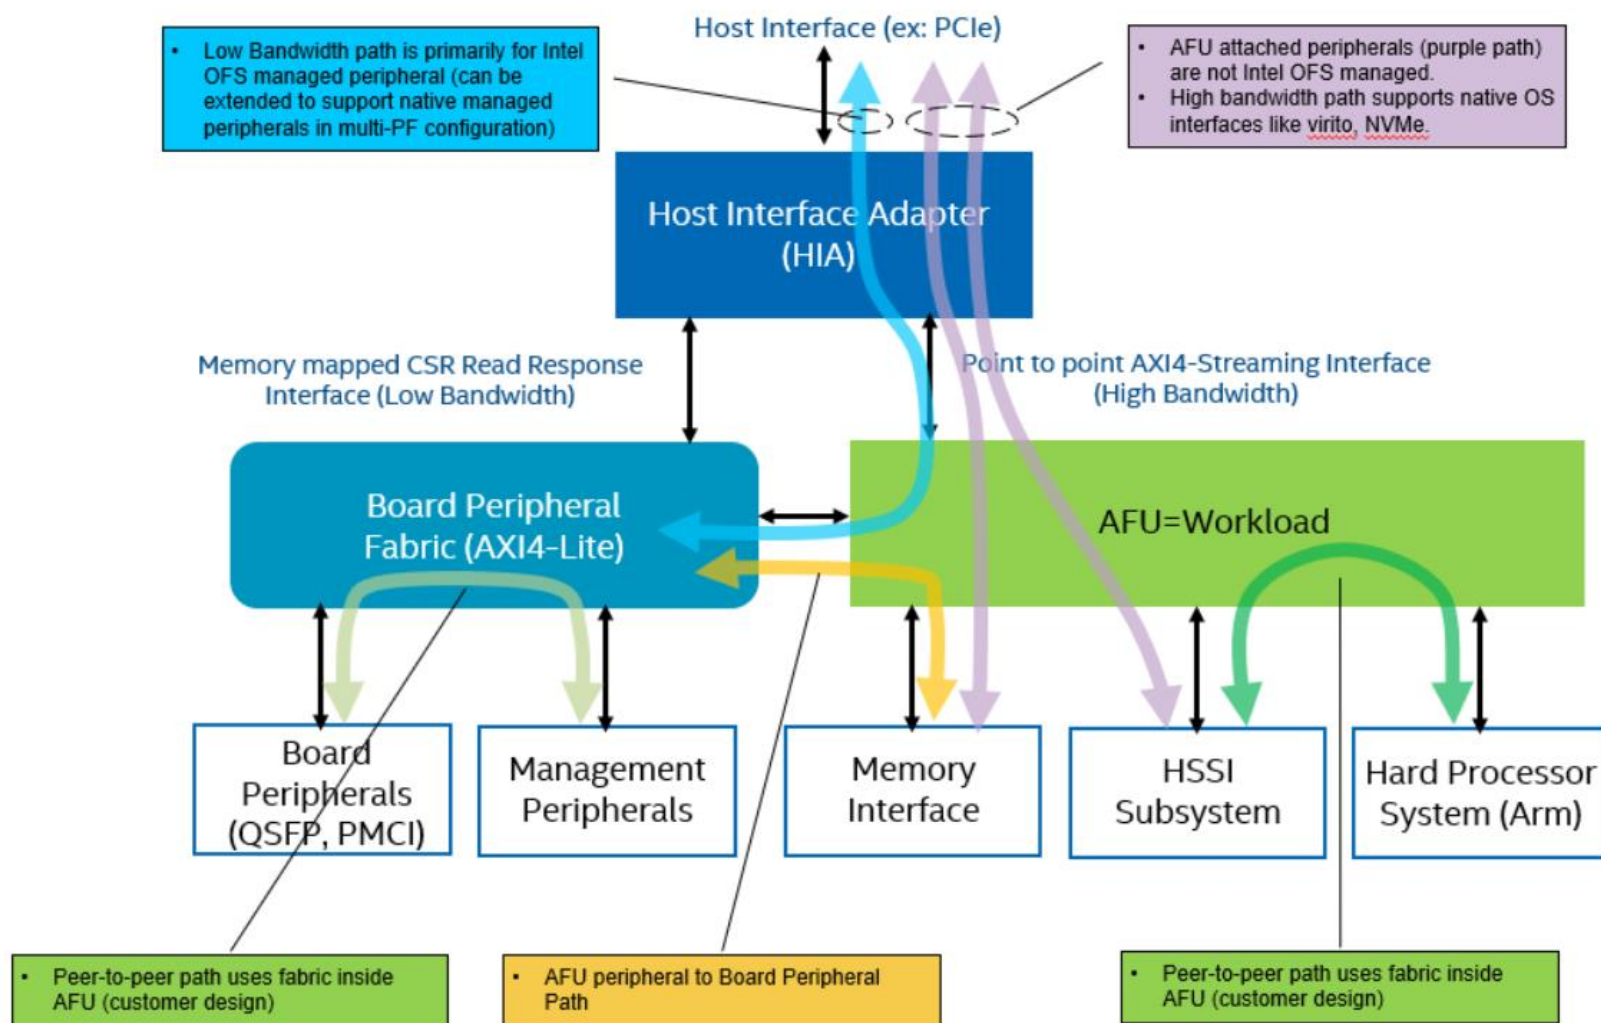 Host Interface (ex: PCIe)
• Low Bandwidth path is primarily for Intel
OFS managed peripheral (can be
extended to support native managed
peripherals in multi-PF configuration)
• AFU attached peripherals (purple path)
are not Intel OFS managed.
• High bandwidth path supports native OS
interfaces like virito, NVMe.
Host Interface Adapter
(HIA)
Memory mapped CSR Read Response
Interface (Low Bandwidth)
Point to point AXI4-Streaming Interface
(High Bandwidth)
Board Peripheral
Fabric (AXI4-Lite)
AFU=Workload
Board
Peripherals
(QSFP, PMCI)
Management
Peripherals
Memory
Interface
HSSI
Subsystem
Hard Processor
System (Arm)
• Peer-to-peer path uses fabric inside
AFU (customer design)
• AFU peripheral to Board Peripheral
Path
• Peer-to-peer path uses fabric inside
AFU (customer design)